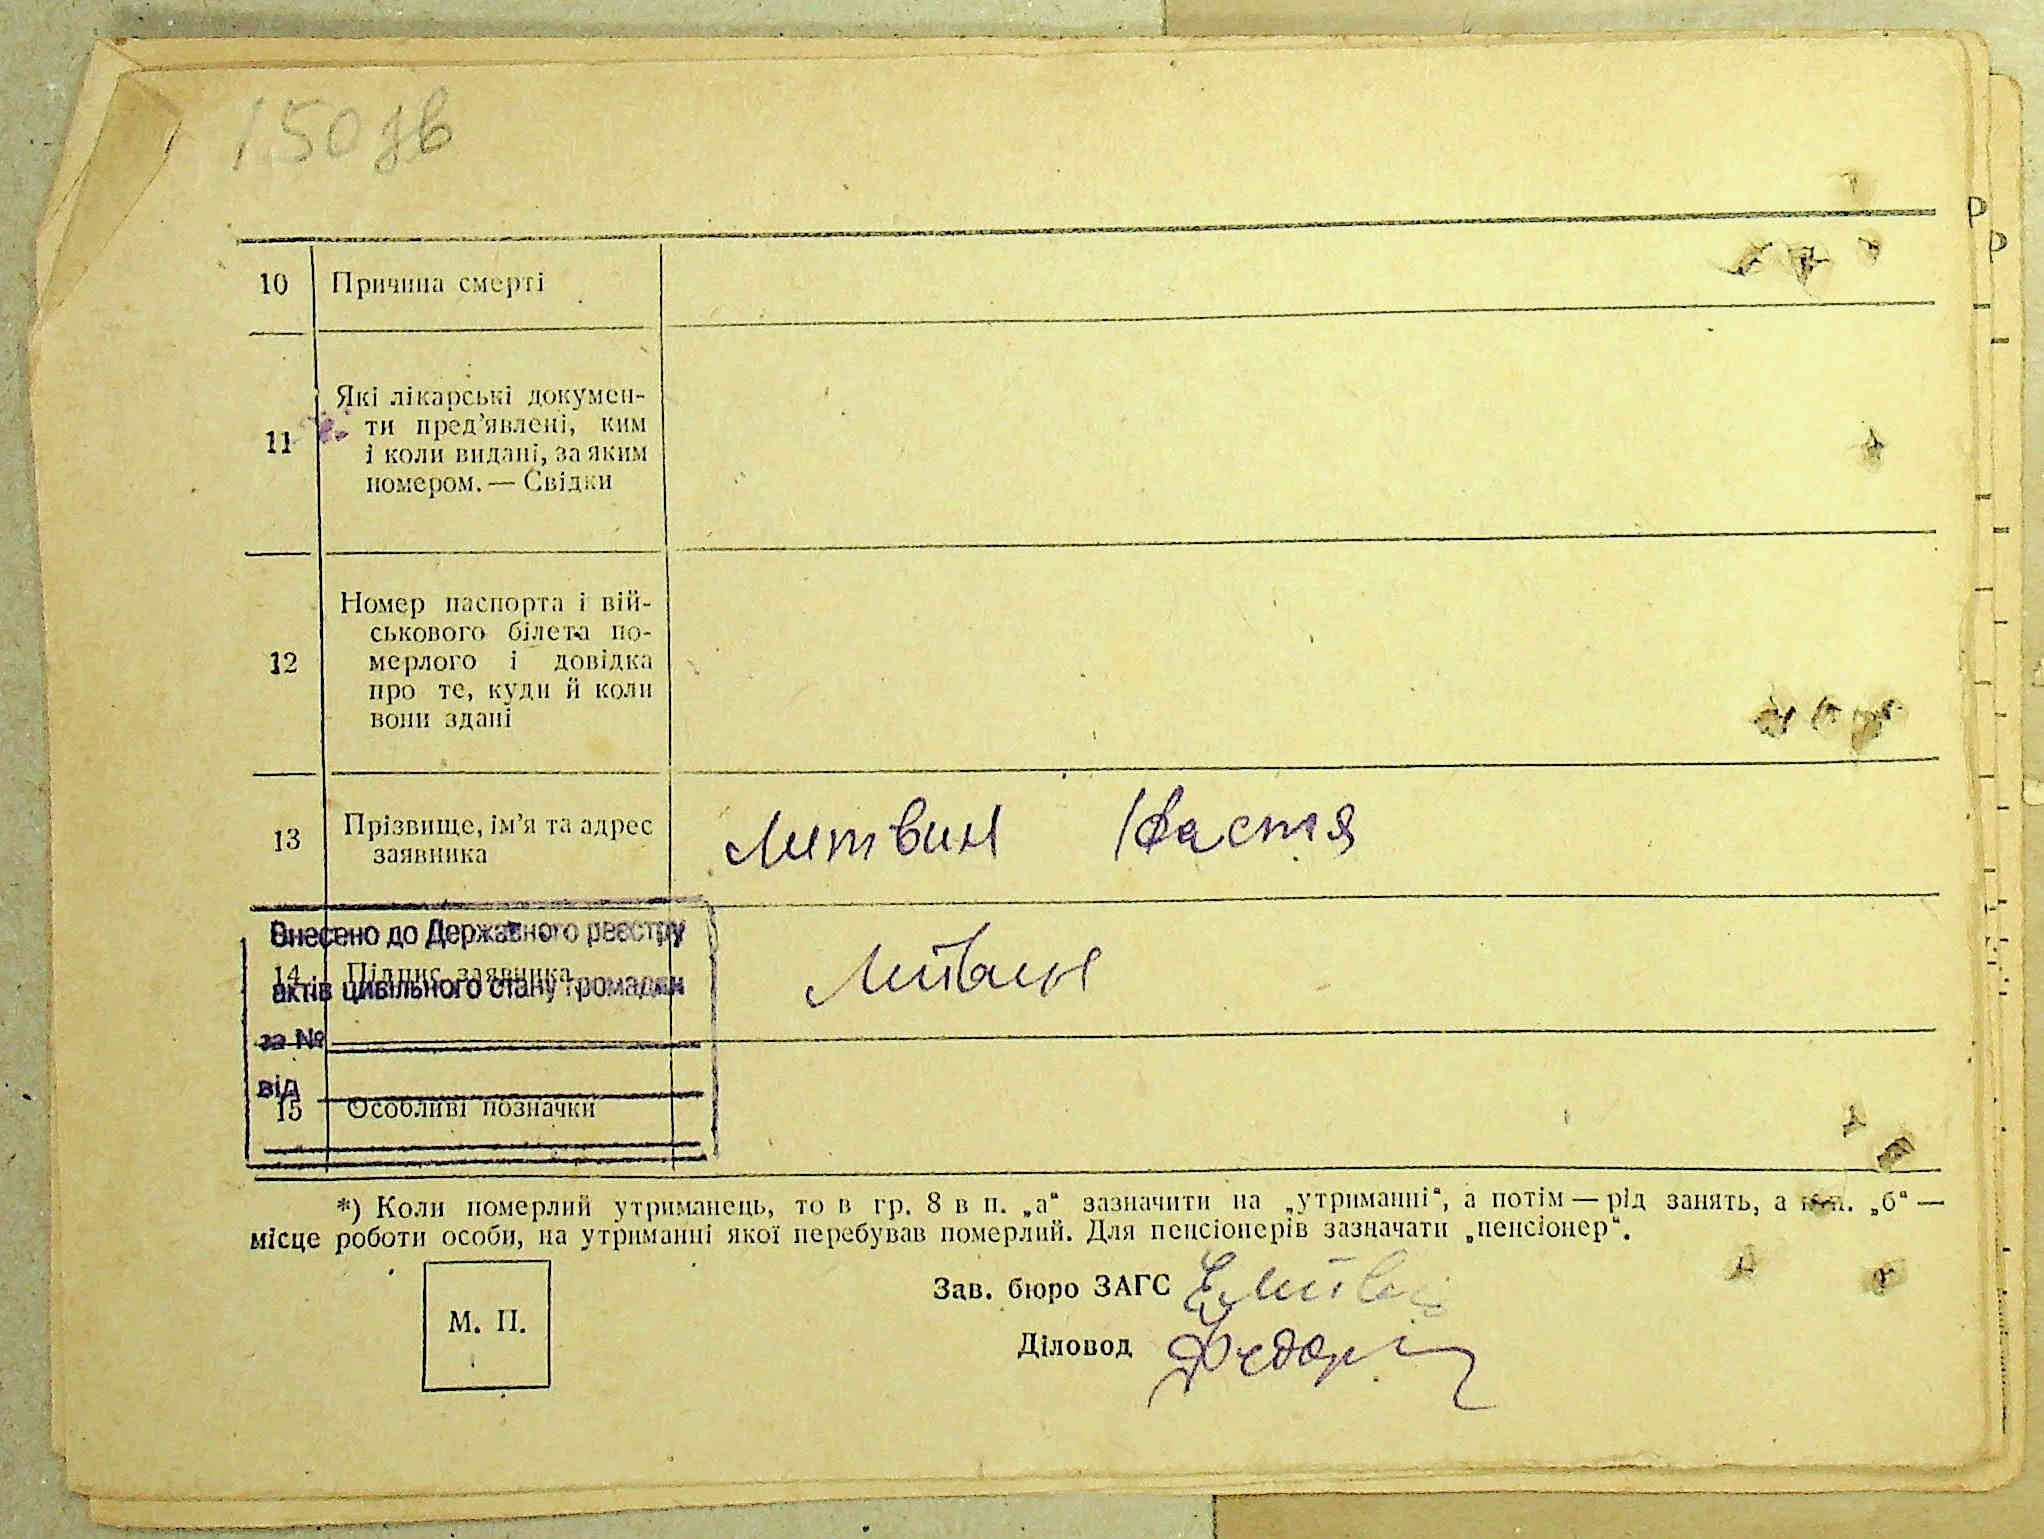 150 зв
10 Причина смерті
11 Які лікарські докумен-
ти пред’явлені, ким
і коли видані, за яким
номером. — Свідки
12 Номер паспорта і вій-
ськового білета по-
мерлого і довідка
про те, куди й коли
вони здані
13 Прізвище, ім’я та адрес
заявника
Литвин Настя
Внесено до Державного реєстру
14 Підпис заявника
Литвин
актів цивільного стану громадян
за №
від
15 Особливі позначки
*) Коли померлий утриманець, то в гр. 8 в п. „а“ зазначити на „утриманні“, а потім — рід занять, а в п. „б“ —
місце роботи особи, на утриманні якої перебував померлий. Для пенсіонерів зазначати „пенсіонер“.
М. П.
Зав. бюро ЗАГС
Діловод